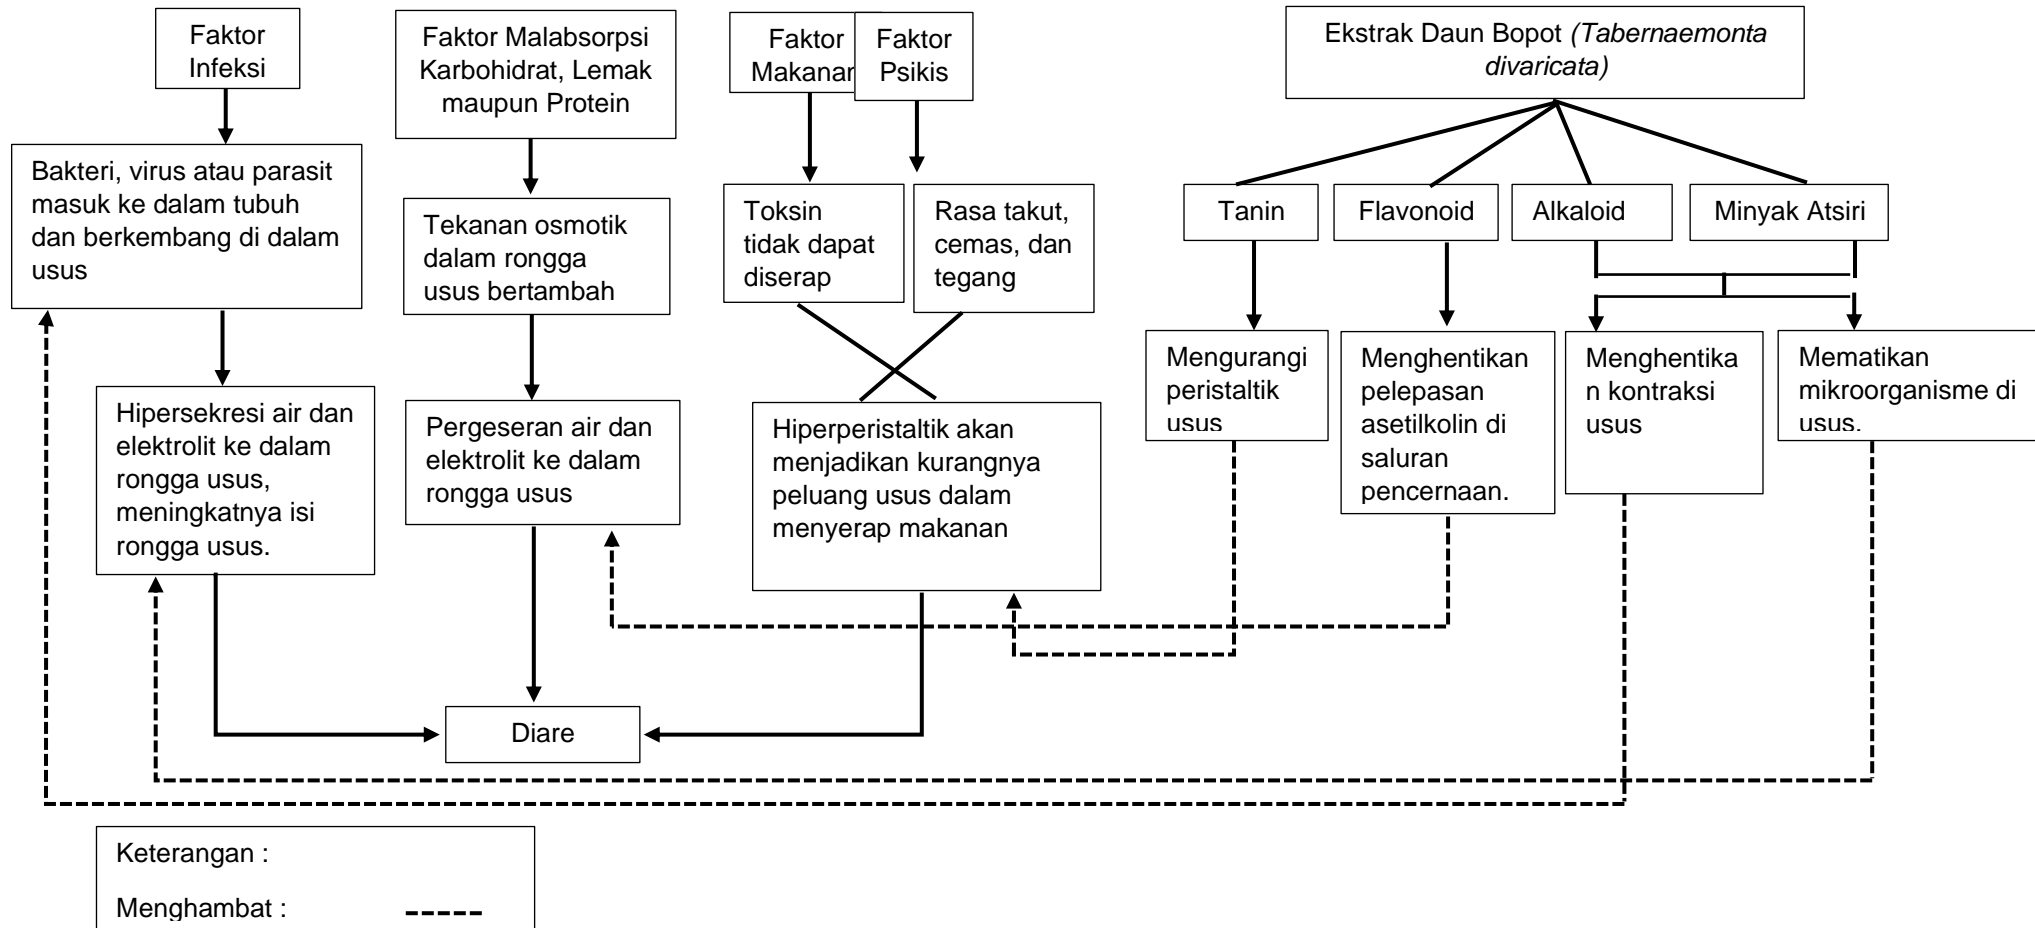 Faktor
Infeksi
Faktor Malabsorpsi
Karbohidrat, Lemak
maupun Protein
Faktor
Makanan
Faktor
Psikis
Ekstrak Daun Bopot (Tabernaemonta
divaricata)
Bakteri, virus atau parasit
masuk ke dalam tubuh
dan berkembang di dalam
usus
Tekanan osmotik
dalam rongga
usus bertambah
Toksin
tidak dapat
diserap
Rasa takut,
cemas, dan
tegang
Tanin
Flavonoid
Alkaloid
Minyak Atsiri
Mengurangi
peristaltik
usus
Menghentikan
pelepasan
asetilkolin di
saluran
pencernaan.
Menghentika
n kontraksi
usus
Mematikan
mikroorganisme di
usus.
Hipersekresi air dan
elektrolit ke dalam
rongga usus,
meningkatnya isi
rongga usus.
Pergeseran air dan
elektrolit ke dalam
rongga usus
Hiperperistaltik akan
menjadikan kurangnya
peluang usus dalam
menyerap makanan
Diare
Keterangan :
Menghambat :